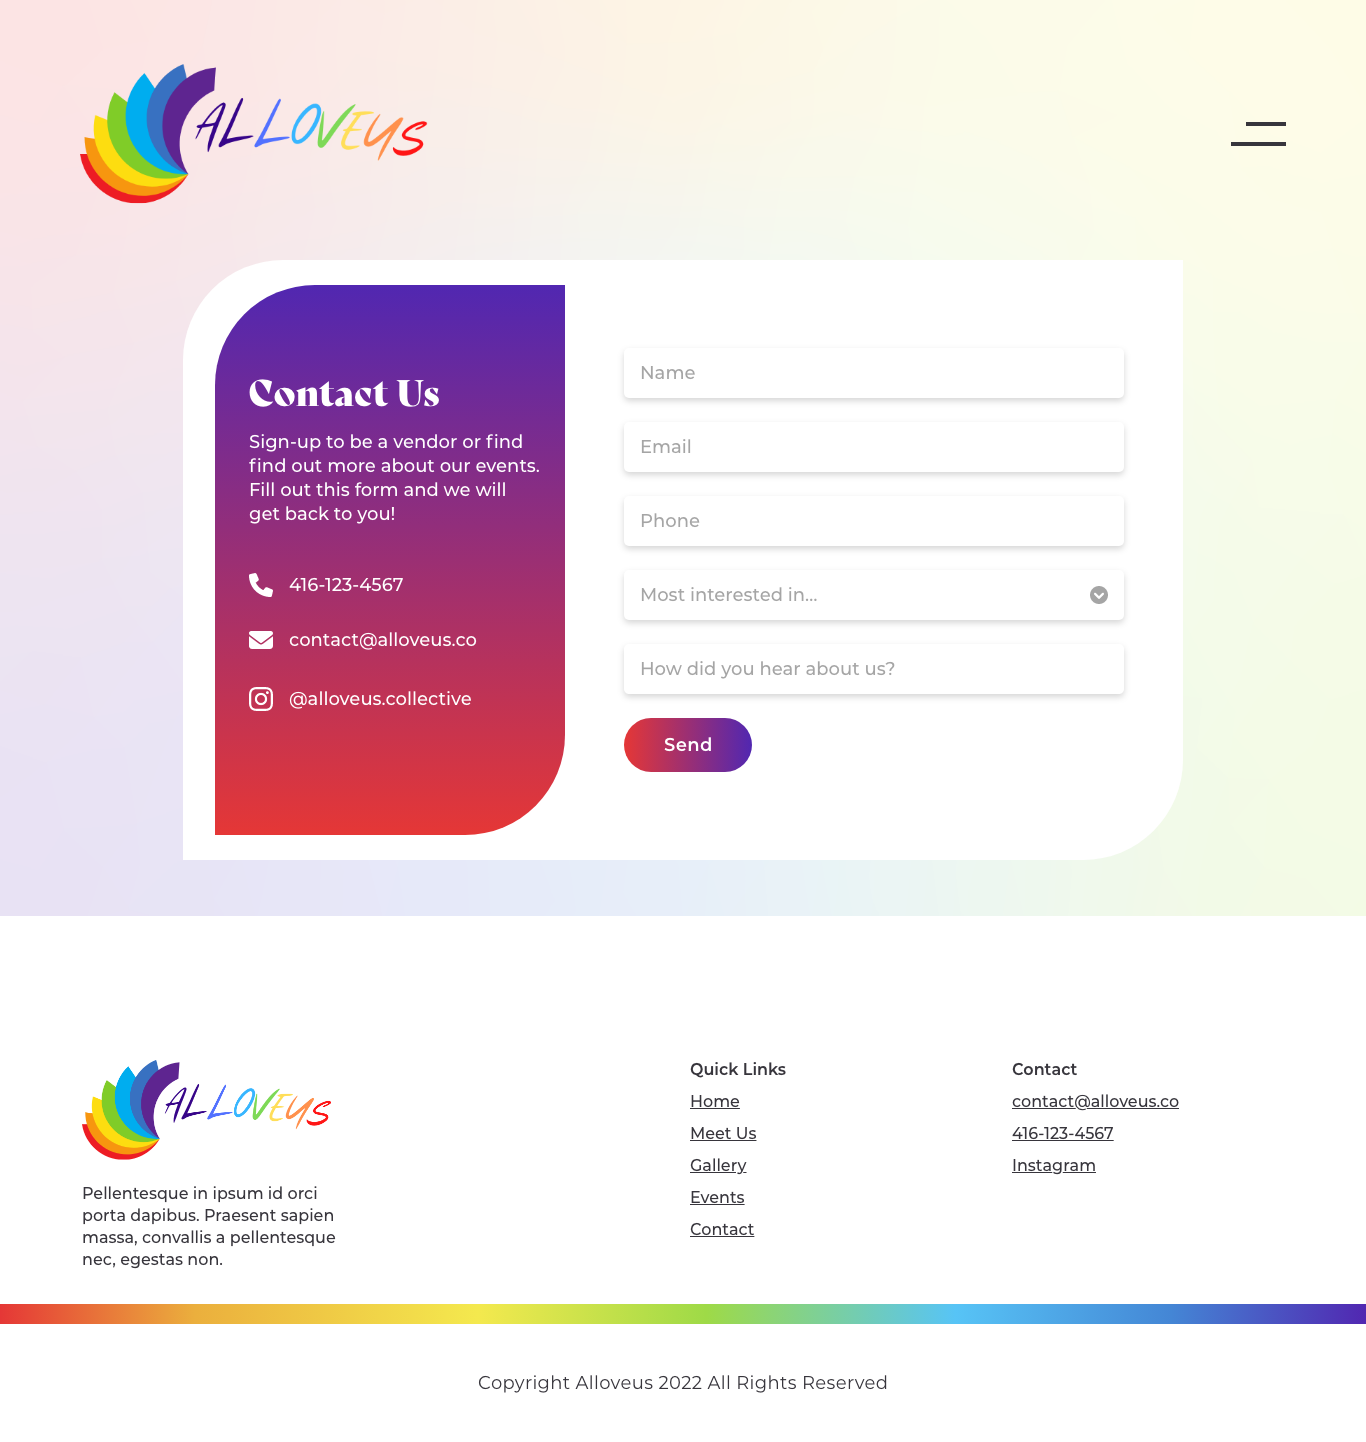 ALLOVEUS
Contact Us
Sign-up to be a vendor or find
find out more about our events.
Fill out this form and we will
get back to you!
416-123-4567
contact@alloveus.co
@alloveus.collective
Name
Email
Phone
Most interested in...
How did you hear about us?
Send
ALLOVEUS
Pellentesque in ipsum id orci
porta dapibus. Praesent sapien
massa, convallis a pellentesque
nec, egestas non.
Quick Links
Home
Meet Us
Gallery
Events
Contact
Contact
contact@alloveus.co
416-123-4567
Instagram
Copyright Alloveus 2022 All Rights Reserved